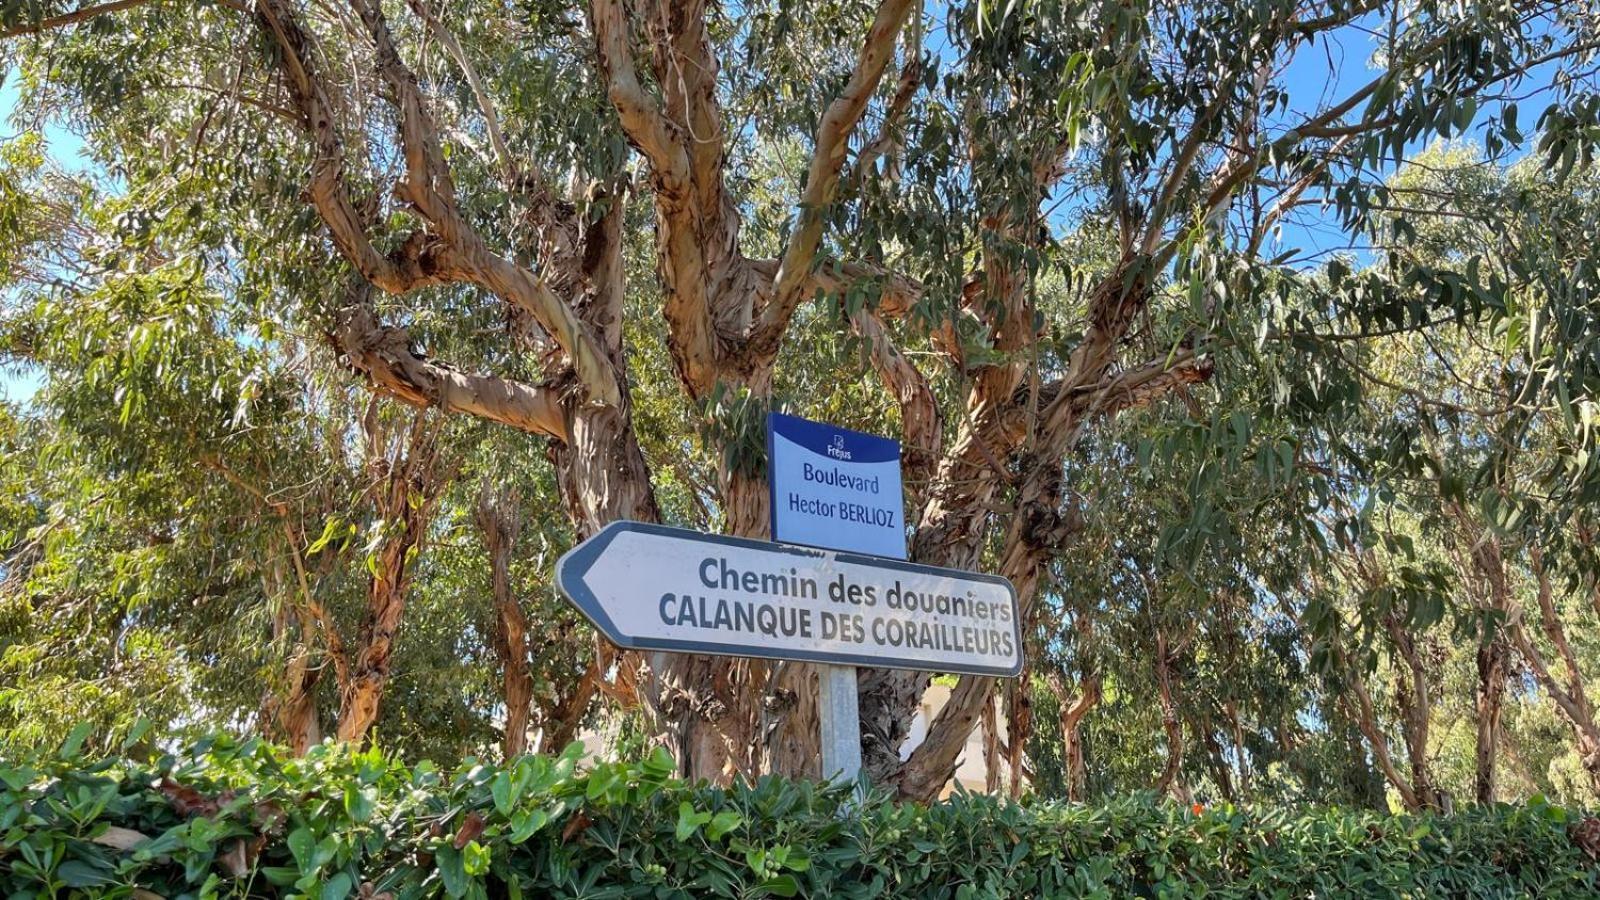 Fréjus
Boulevard
Hector BERLIOZ
Chemin des douaniers
CALANQUE DES CORAILLEURS